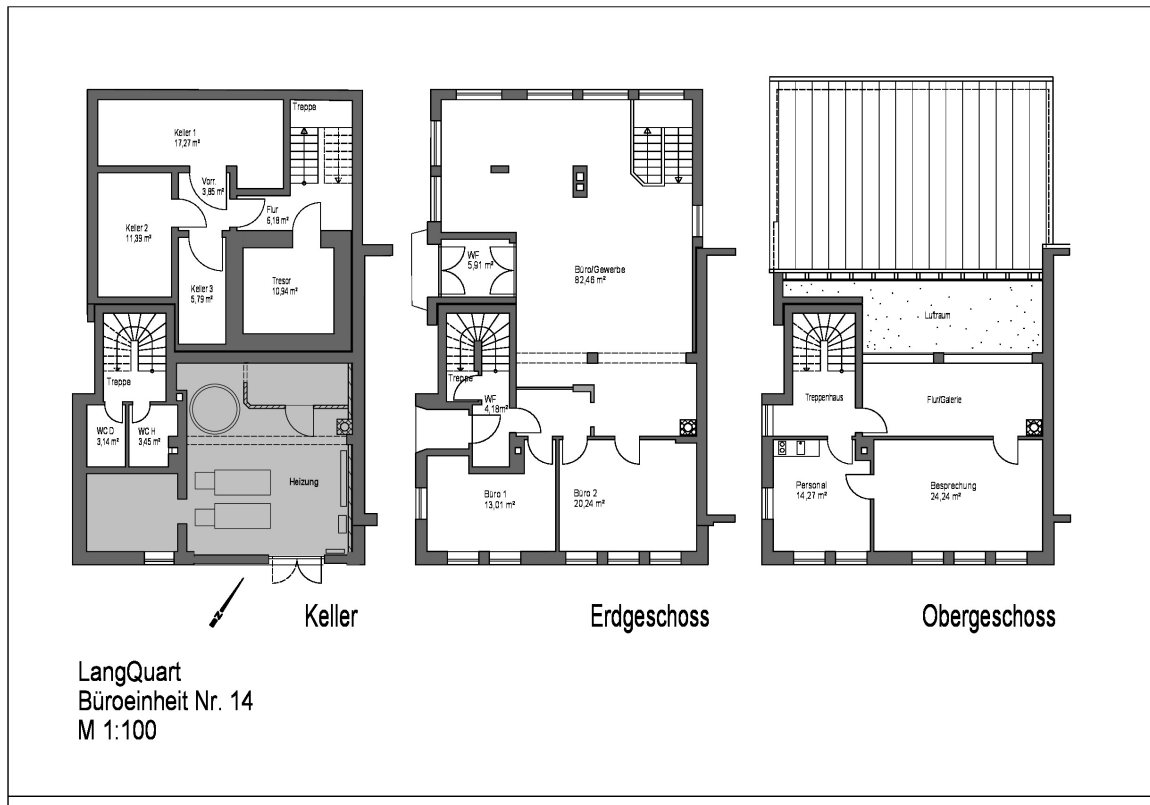 Treppe
Keller 1
17,27 m²
Vorr.
3,85 m²
Flur
6,18 m²
Keller 2
11,39 m²
Keller 3
5,79 m²
Tresor
10,94 m²
Treppe
WC D
3,14 m²
WC H
3,45 m²
Heizung
N
Keller
WF
5,91 m²
Büro/Gewerbe
82,48 m²
Treppe
WF
4,18m²
Büro 1
13,01 m²
Büro 2
20,24 m²
Erdgeschoss
Luftraum
Treppenhaus
Flur/Galerie
Personal
14,27 m²
Besprechung
24,24 m²
Obergeschoss
LangQuart
Büroeinheit Nr. 14
M 1:100